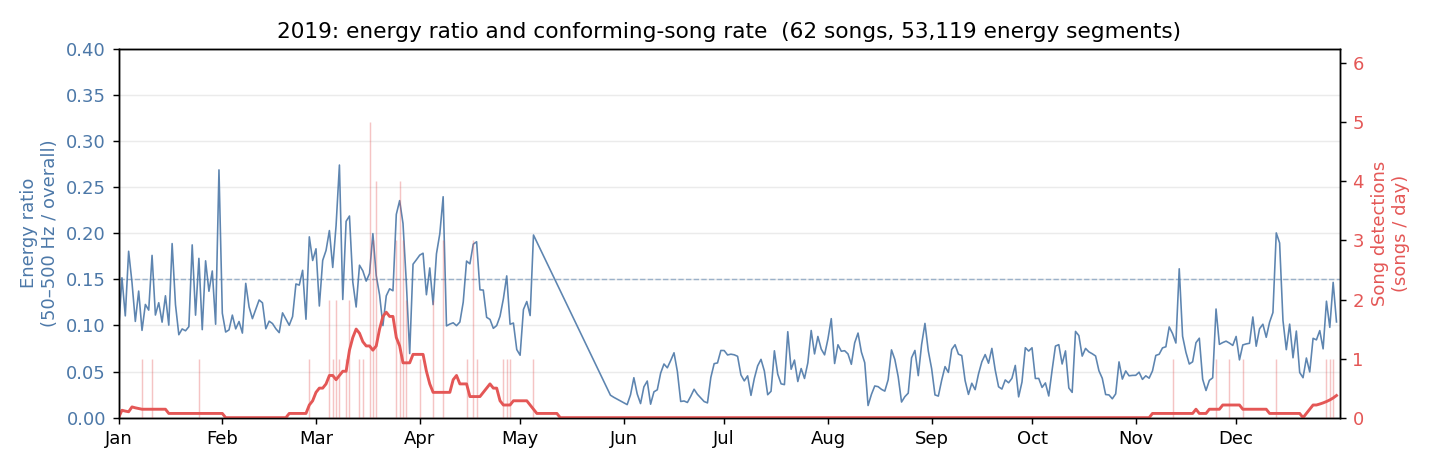 2019: energy ratio and conforming-song rate  (62 songs, 53,119 energy segments)
Energy ratio
(50–500 Hz / overall)
0.40
0.35
0.30
0.25
0.20
0.15
0.10
0.05
0.00
Jan
Feb
Mar
Apr
May
Jun
Jul
Aug
Sep
Oct
Nov
Dec
6
5
4
3
2
1
0
Song detections
(songs / day)